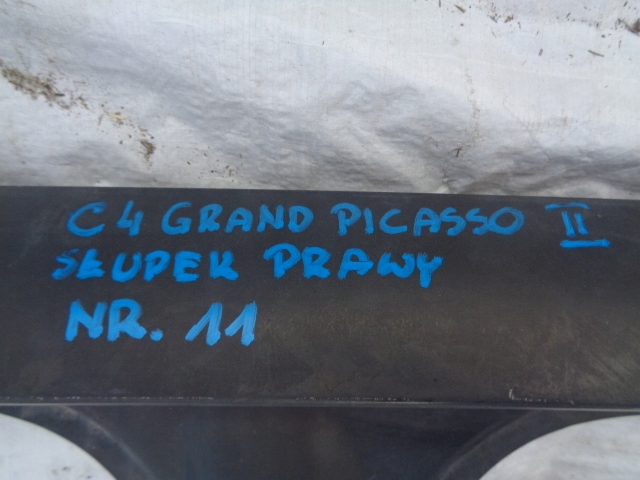 C4 GRAND PICASSO II
SŁUPEK PRAWY
NR. 11